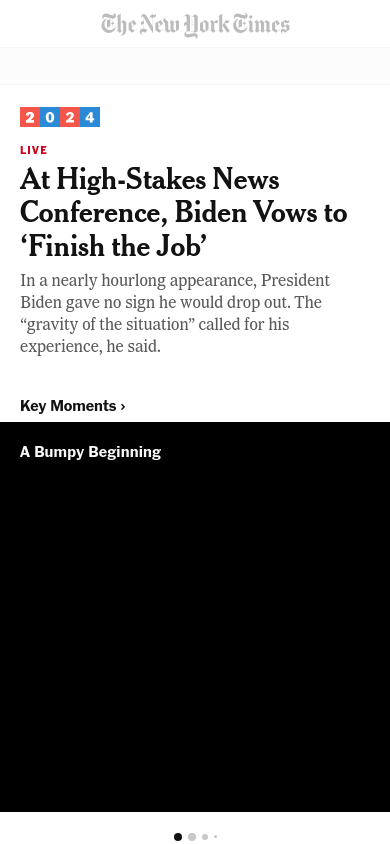 The New York Times
2024
LIVE
At High-Stakes News
Conference, Biden Vows to
‘Finish the Job’
In a nearly hourlong appearance, President
Biden gave no sign he would drop out. The
“gravity of the situation” called for his
experience, he said.
Key Moments ›
A Bumpy Beginning